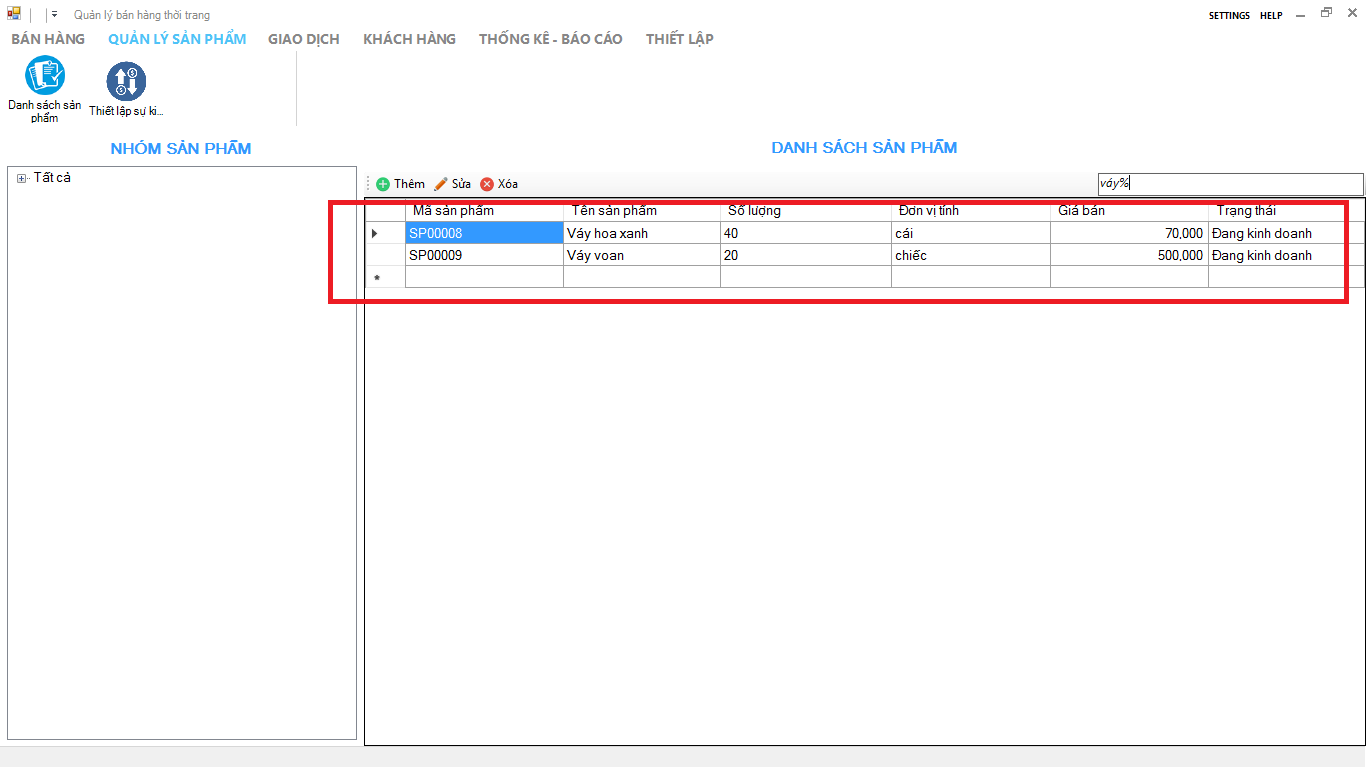 Quản lý bán hàng thời trang
SETTINGS HELP
BÁN HÀNG QUẢN LÝ SẢN PHẨM GIAO DỊCH KHÁCH HÀNG THỐNG KÊ - BÁO CÁO THIẾT LẬP
Danh sách sản
phẩm
Thiết lập sự ki...
NHÓM SẢN PHẨM
DANH SÁCH SẢN PHẨM
Tất cả
Thêm Sửa Xóa
váy%
Mã sản phẩm Tên sản phẩm Số lượng Đơn vị tính Giá bán Trạng thái
SP00008 Váy hoa xanh 40 cái 70,000 Đang kinh doanh
SP00009 Váy voan 20 chiếc 500,000 Đang kinh doanh